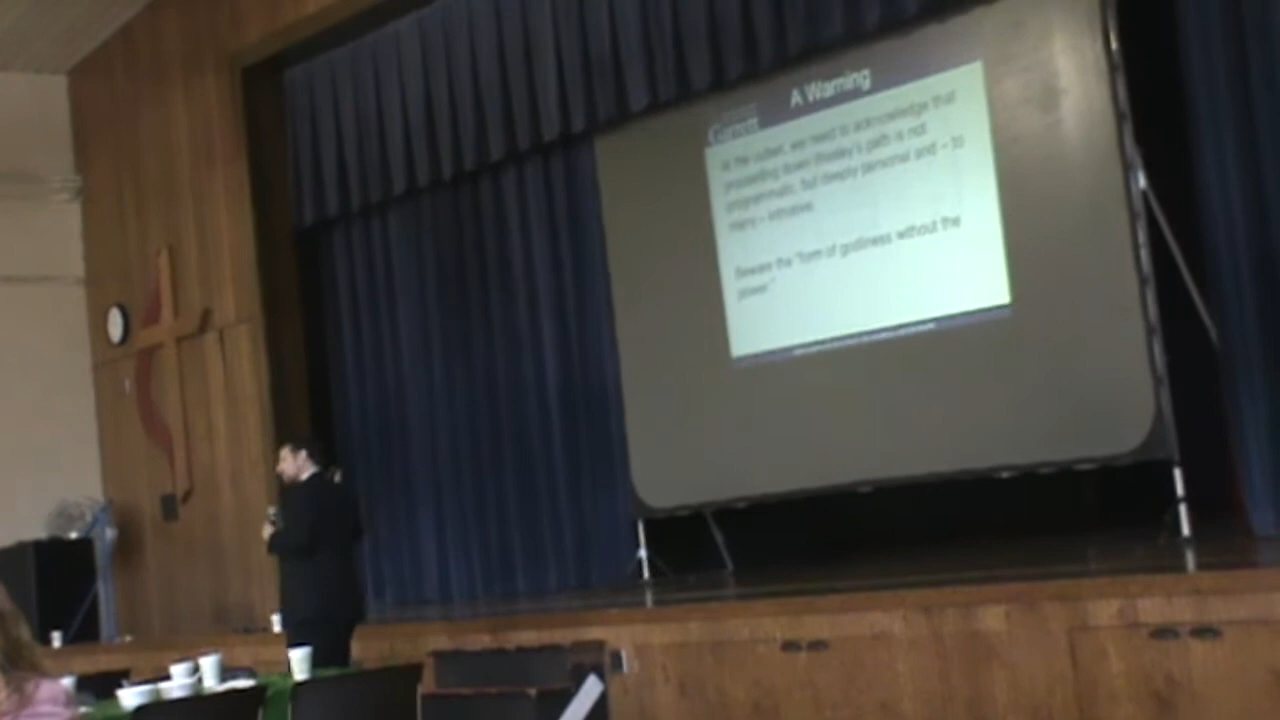 A Warning
Garrett
At the outset, we need to acknowledge that
proceeding down Wesley's path is not
programmatic, but deeply personal and – to
many – intrusive.
Beware the "form of godliness without the
power"